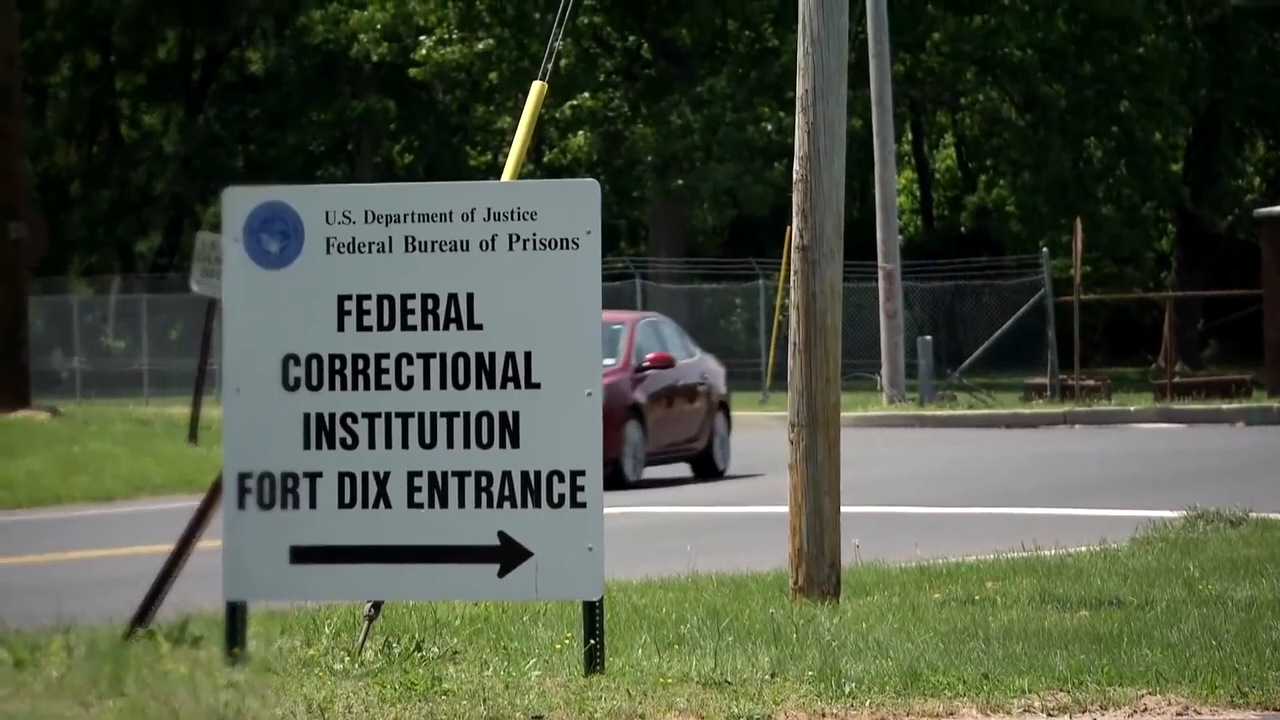 U.S. Department of Justice
Federal Bureau of Prisons
FEDERAL
CORRECTIONAL
INSTITUTION
FORT DIX ENTRANCE